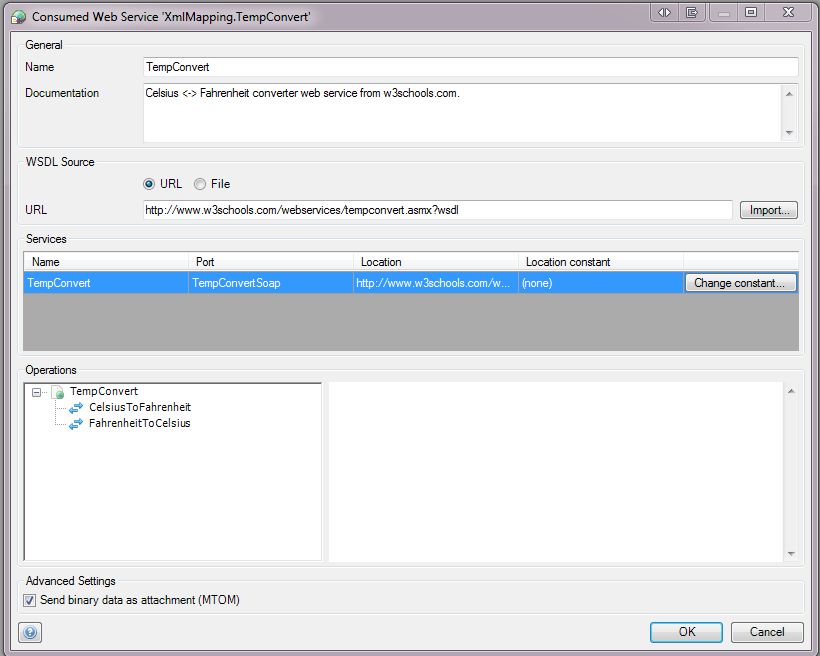 Consumed Web Service 'XmlMapping.TempConvert'
General
Name
TempConvert
Documentation
Celsius <-> Fahrenheit converter web service from w3schools.com.
WSDL Source
URL
File
URL
http://www.w3schools.com/webservices/tempconvert.asmx?wsdl
Import...
Services
Name Port Location Location constant
TempConvert TempConvertSoap http://www.w3schools.com/w... (none) Change constant...
Operations
TempConvert
CelsiusToFahrenheit
FahrenheitToCelsius
Advanced Settings
Send binary data as attachment (MTOM)
OK Cancel